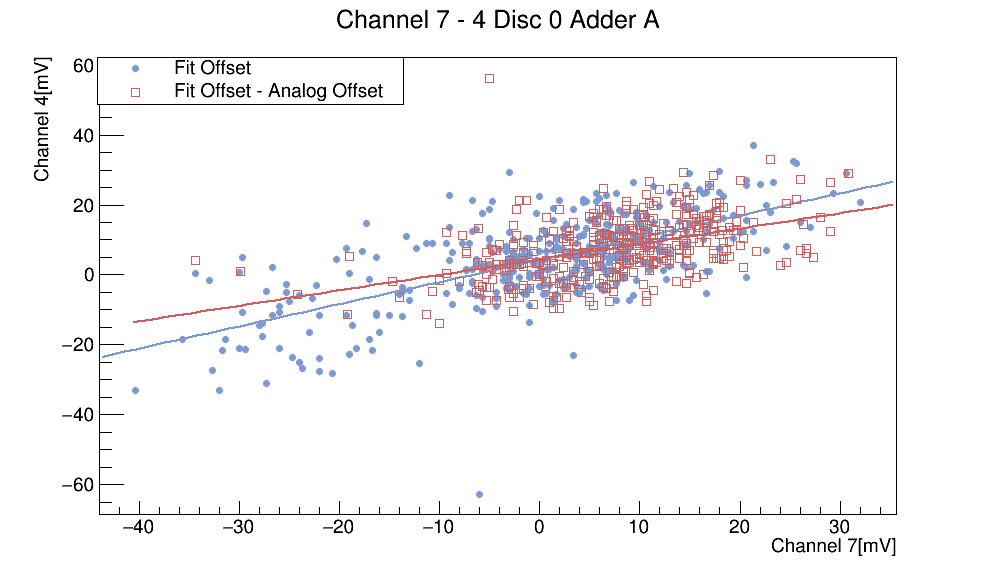 Channel 7 - 4 Disc 0 Adder A
Channel 4[mV]
Fit Offset
Fit Offset - Analog Offset
60
40
20
0
−20
−40
−60
−40 −30 −20 −10 0 10 20 30
Channel 7[mV]